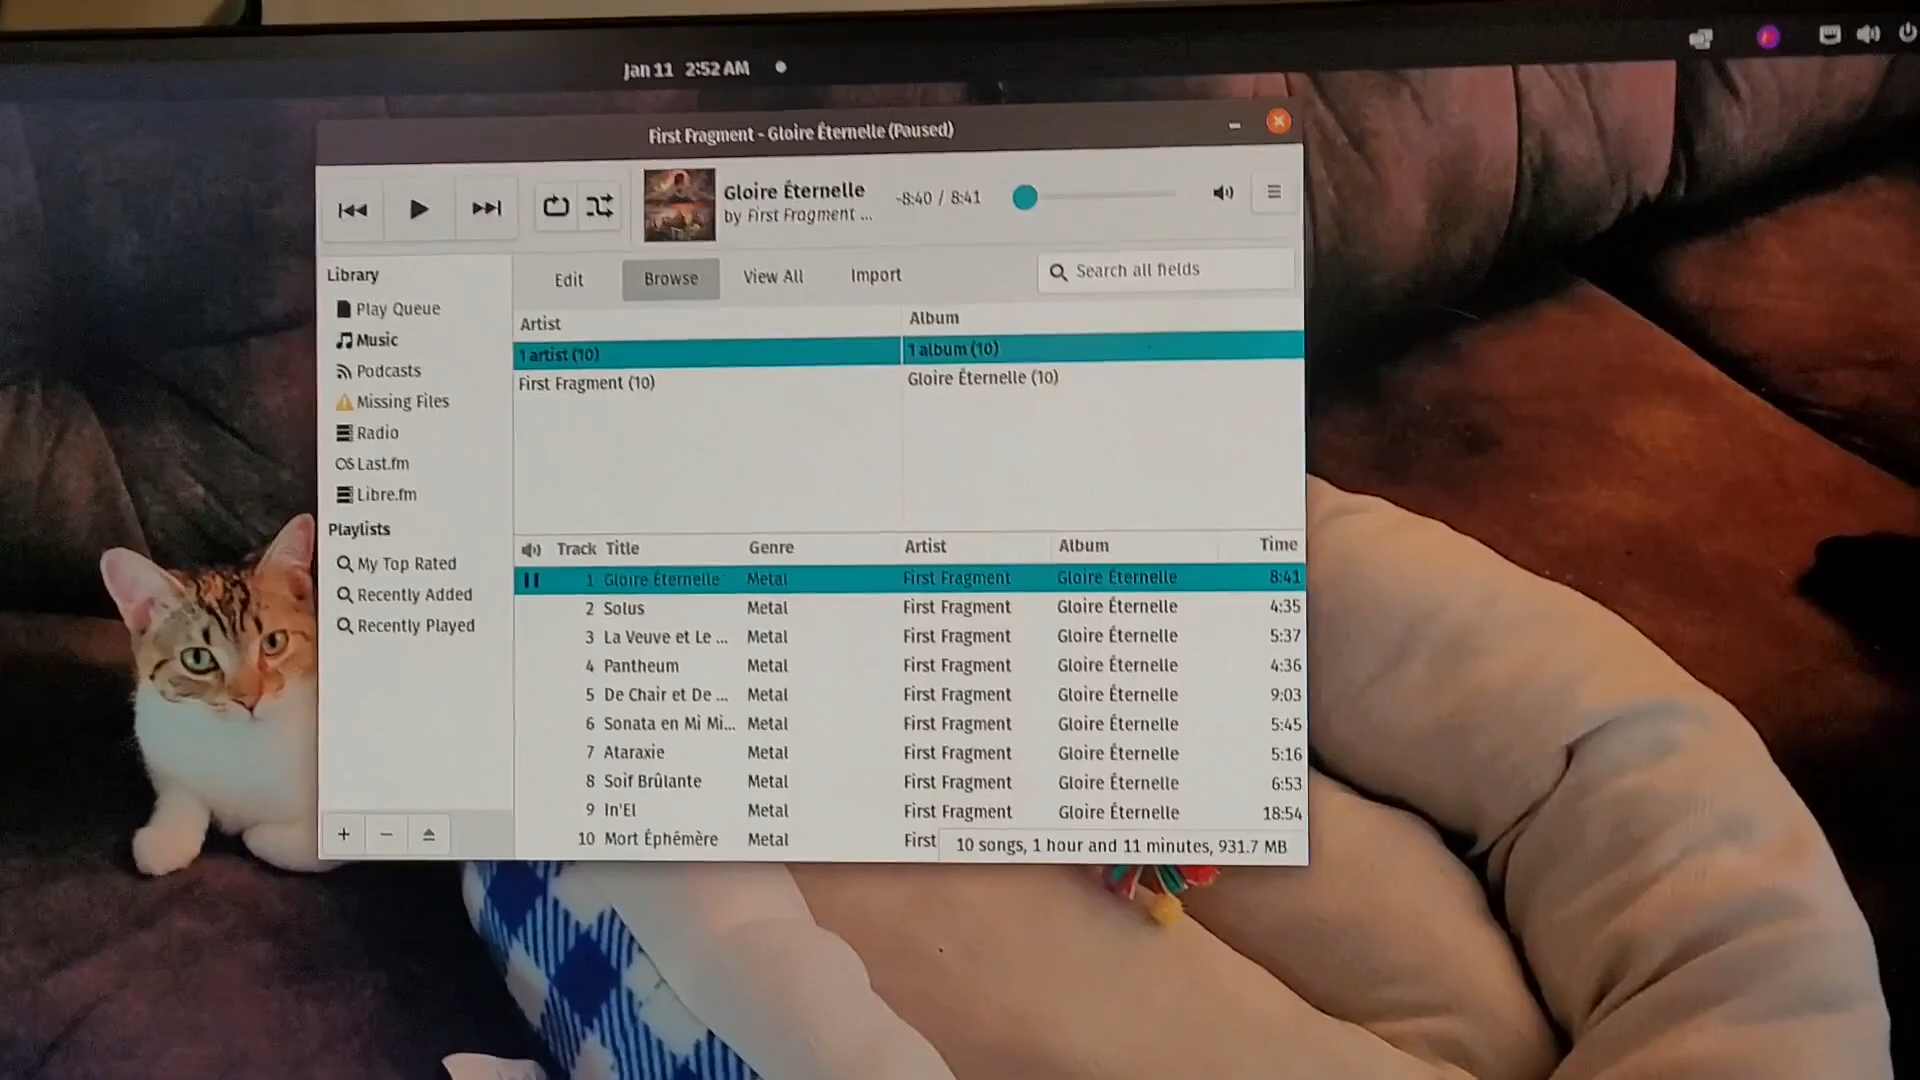 Jan 11 2:52 AM
First Fragment - Gloire Éternelle (Paused)
Gloire Éternelle
by First Fragment ...
-8:40 / 8:41
Library
Play Queue
Music
Podcasts
Missing Files
Radio
Last.fm
Libre.fm
Playlists
My Top Rated
Recently Added
Recently Played
Edit Browse View All Import Search all fields
Artist Album
1 artist (10) 1 album (10)
First Fragment (10) Gloire Éternelle (10)
Track Title Genre Artist Album Time
1 Gloire Éternelle Metal First Fragment Gloire Éternelle 8:41
2 Solus Metal First Fragment Gloire Éternelle 4:35
3 La Veuve et Le ... Metal First Fragment Gloire Éternelle 5:37
4 Pantheum Metal First Fragment Gloire Éternelle 4:36
5 De Chair et De ... Metal First Fragment Gloire Éternelle 9:03
6 Sonata en Mi Mi... Metal First Fragment Gloire Éternelle 5:45
7 Ataraxie Metal First Fragment Gloire Éternelle 5:16
8 Soif Brûlante Metal First Fragment Gloire Éternelle 6:53
9 In'El Metal First Fragment Gloire Éternelle 18:54
10 Mort Éphémère Metal First
10 songs, 1 hour and 11 minutes, 931.7 MB